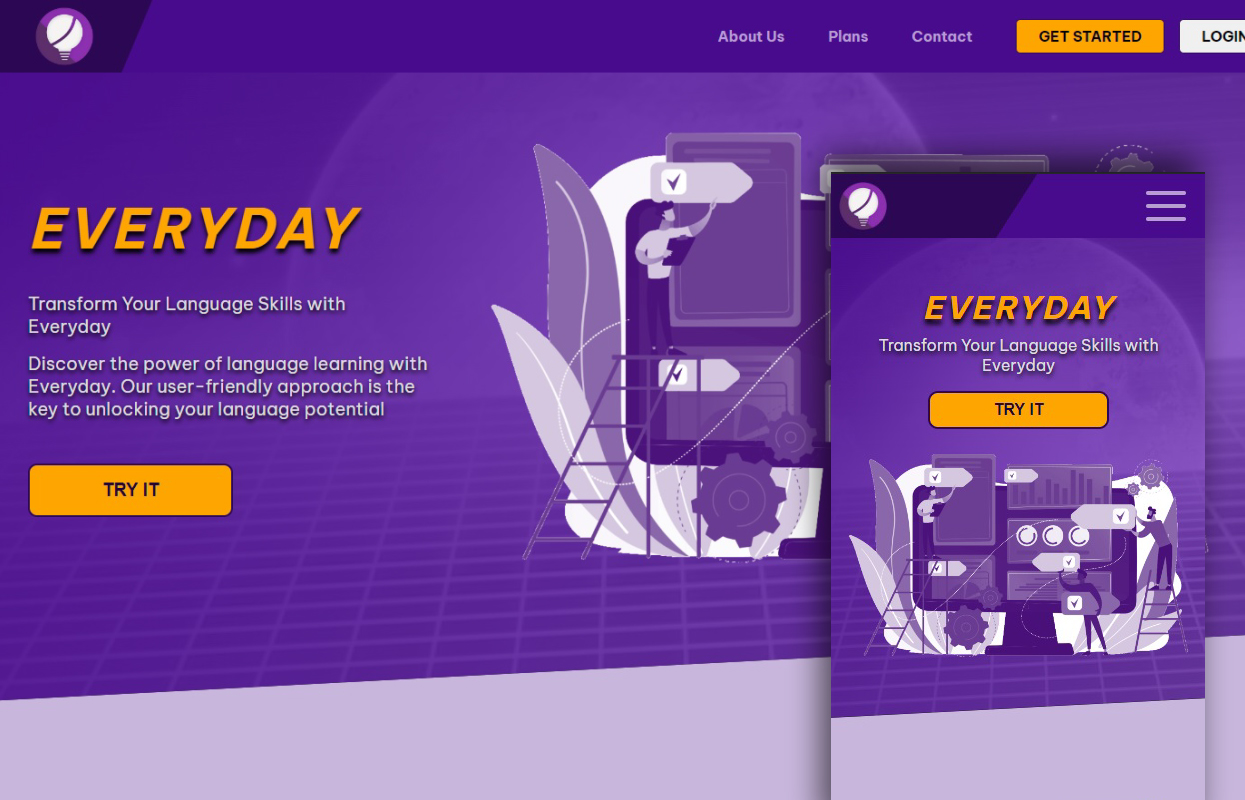 About Us
Plans
Contact
GET STARTED
LOGIN
EVERYDAY
Transform Your Language Skills with
Everyday
Discover the power of language learning with
Everyday. Our user-friendly approach is the
key to unlocking your language potential
TRY IT
EVERYDAY
Transform Your Language Skills with
Everyday
TRY IT